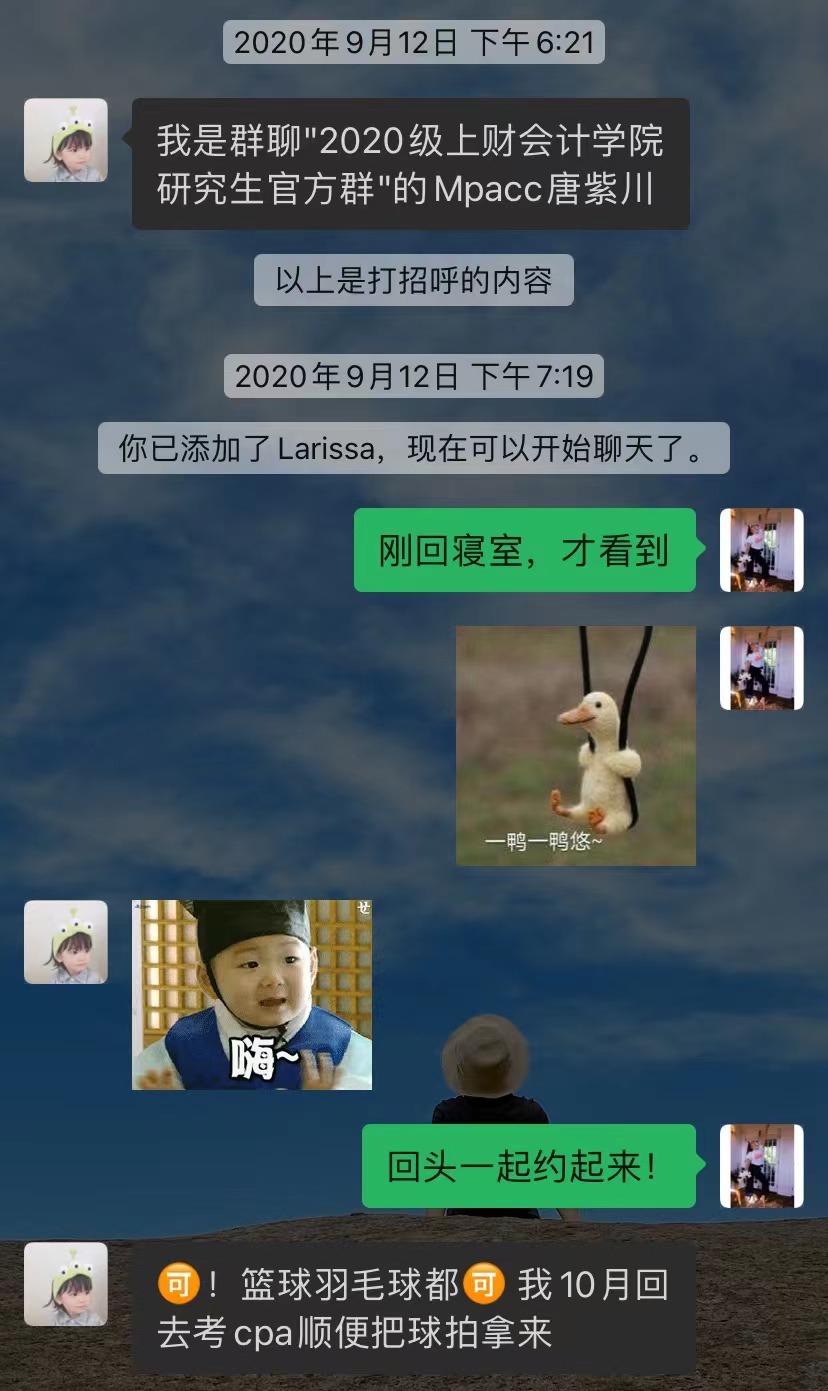 2020年9月12日 下午6:21
我是群聊"2020级上财会计学院
研究生官方群"的Mpacc唐紫川
以上是打招呼的内容
2020年9月12日 下午7:19
你已添加了Larissa，现在可以开始聊天了。
刚回寝室，才看到
一鸭一鸭悠~
嗨~
回头一起约起来！
🉑！篮球羽毛球都🉑 我10月回
去考cpa顺便把球拍拿来